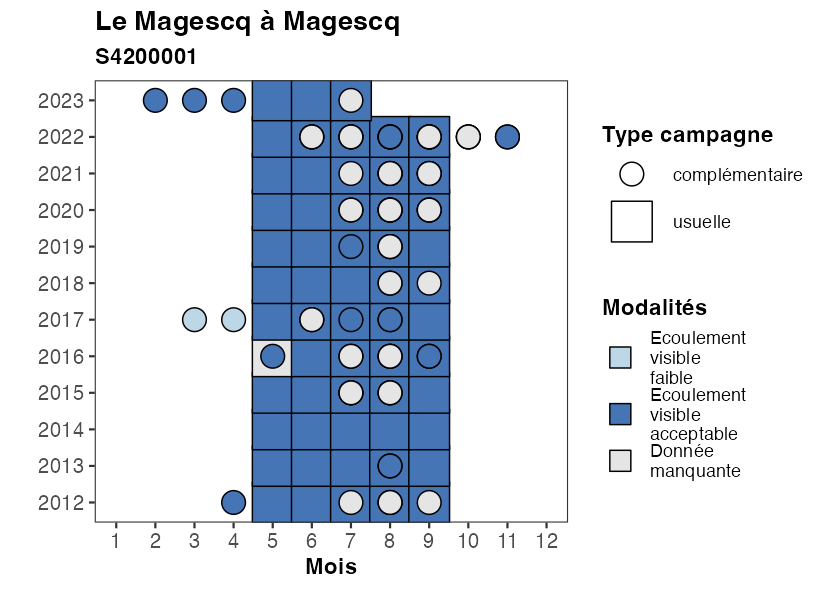 Le Magescq à Magescq
S4200001
2023
2022
2021
2020
2019
2018
2017
2016
2015
2014
2013
2012
1 2 3 4 5 6 7 8 9 10 11 12
Mois
Type campagne
complémentaire
usuelle
Modalités
Ecoulement
visible
faible
Ecoulement
visible
acceptable
Donnée
manquante